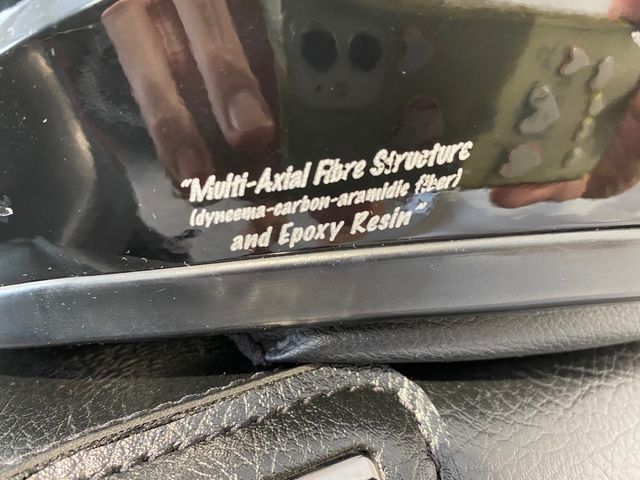 "Multi-Axial Fibre Structure
(dyneema-carbon-aramidic fiber)
and Epoxy Resin"